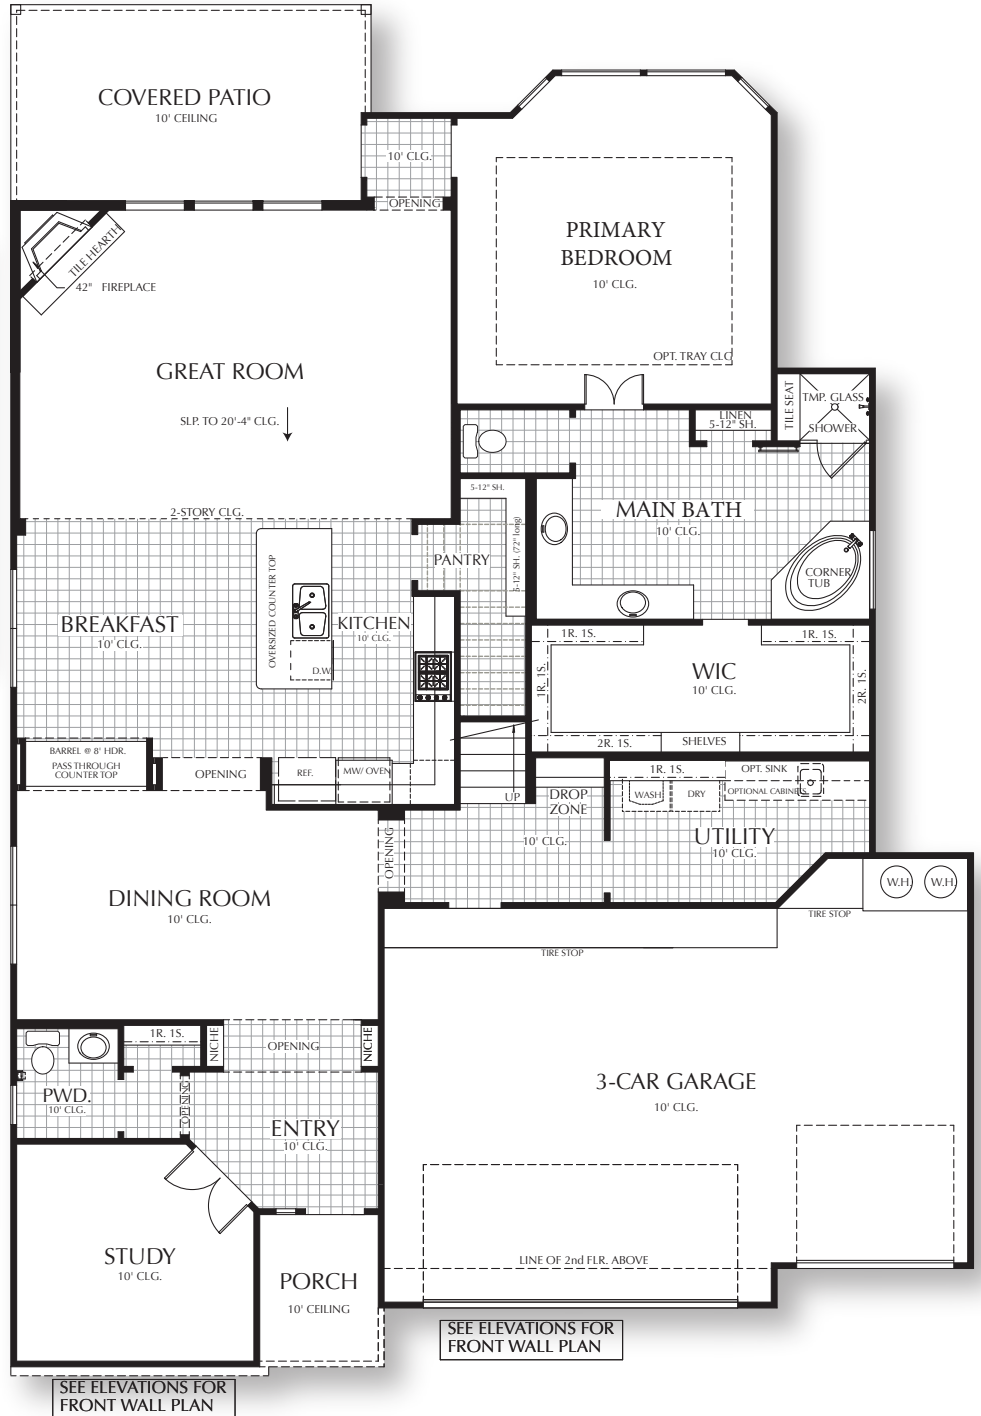 COVERED PATIO
10' CEILING
10' CLG.
OPENING
TILE HEARTH
42" FIREPLACE
PRIMARY
BEDROOM
10' CLG.
OPT. TRAY CLG
GREAT ROOM
SLP. TO 20'-4" CLG.
2-STORY CLG.
LINEN
5-12" SH.
TILE SEAT
TMP. GLASS
SHOWER
5-12" SH.
5-12" SH. (72" long)
PANTRY
MAIN BATH
10' CLG.
CORNER
TUB
BREAKFAST
10' CLG.
OVERSIZED COUNTER TOP
KITCHEN
10' CLG.
D.W.
1R. 1S.
1R. 1S.
1R. 1S.
2R. 1S.
WIC
10' CLG.
2R. 1S.
SHELVES
BARREL @ 8' HDR.
PASS THROUGH
COUNTER TOP
OPENING
REF.
MW/ OVEN
UP
DROP
ZONE
10' CLG.
1R. 1S.
OPT. SINK
WASH
DRY
OPTIONAL CABINETS
UTILITY
10' CLG.
OPENING
DINING ROOM
10' CLG.
W.H.
W.H.
TIRE STOP
TIRE STOP
1R. 1S.
NICHE
OPENING
NICHE
PWD.
10' CLG.
OPENING
ENTRY
10' CLG.
3-CAR GARAGE
10' CLG.
STUDY
10' CLG.
PORCH
10' CEILING
LINE OF 2nd FLR. ABOVE
SEE ELEVATIONS FOR
FRONT WALL PLAN
SEE ELEVATIONS FOR
FRONT WALL PLAN